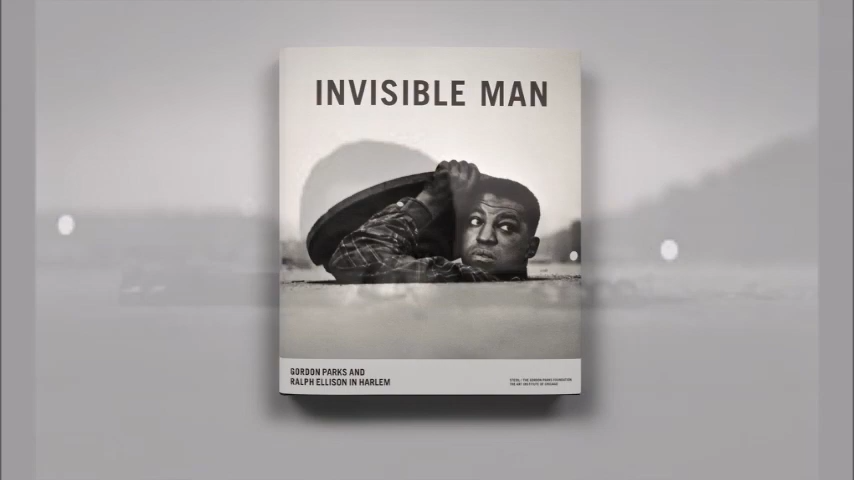 INVISIBLE MAN
GORDON PARKS AND
RALPH ELLISON IN HARLEM
STEIDL / THE GORDON PARKS FOUNDATION
THE ART INSTITUTE OF CHICAGO